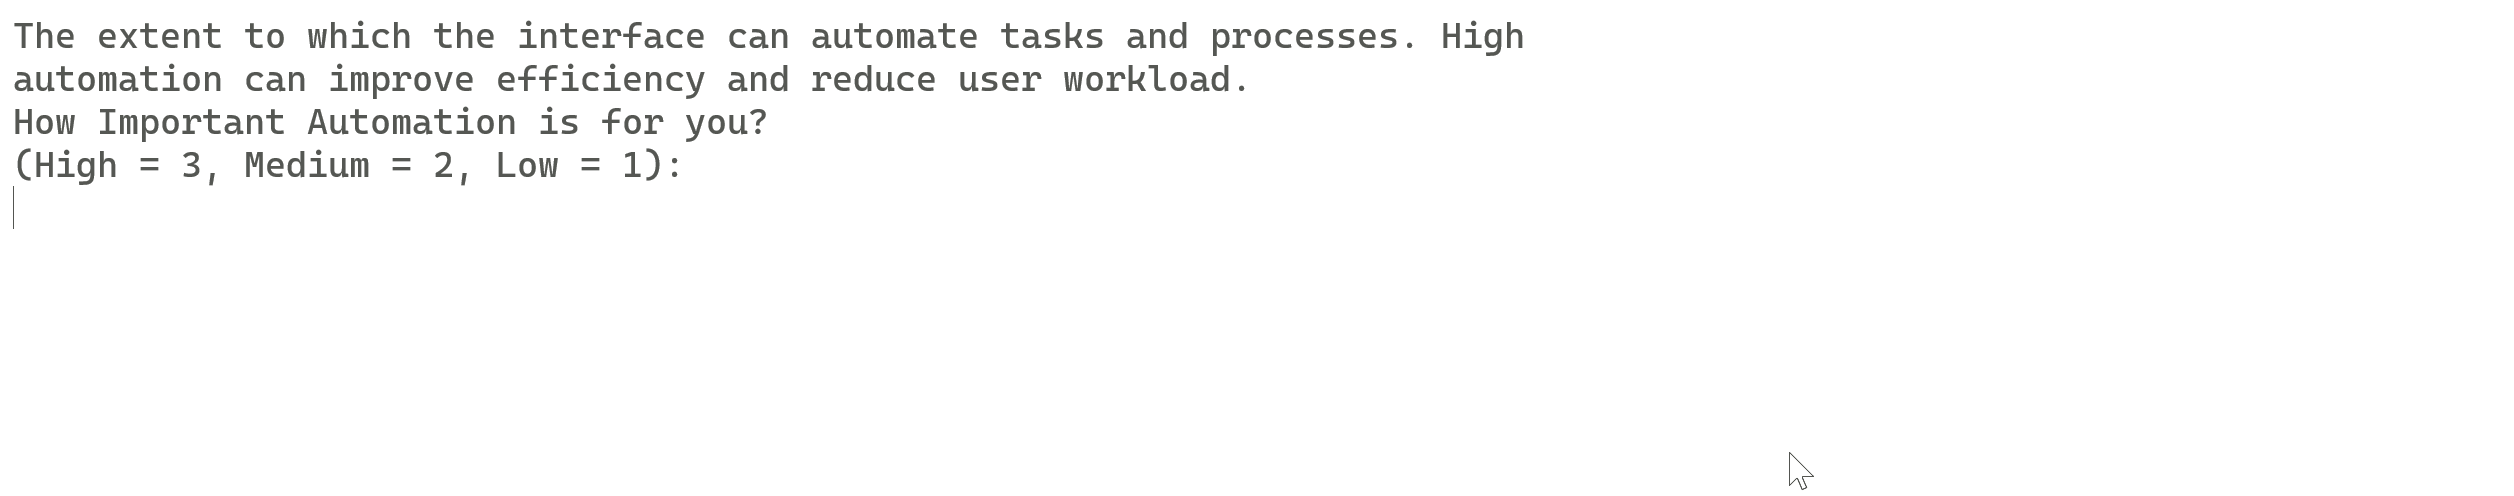 The extent to which the interface can automate tasks and processes. High
automation can improve efficiency and reduce user workload.
How Important Automation is for you?
(High = 3, Medium = 2, Low = 1):